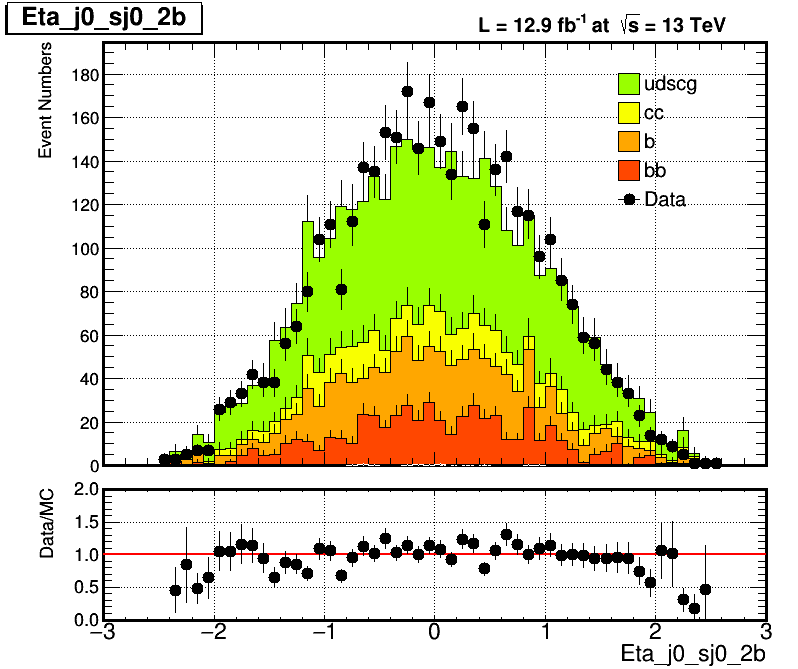 Eta_j0_sj0_2b
L = 12.9 fb⁻¹ at √s = 13 TeV
Event Numbers
180
160
140
120
100
80
60
40
20
0
udscg
cc
b
bb
Data
Data/MC
2.0
1.5
1.0
0.5
0.0
−3 −2 −1 0 1 2 3
Eta_j0_sj0_2b